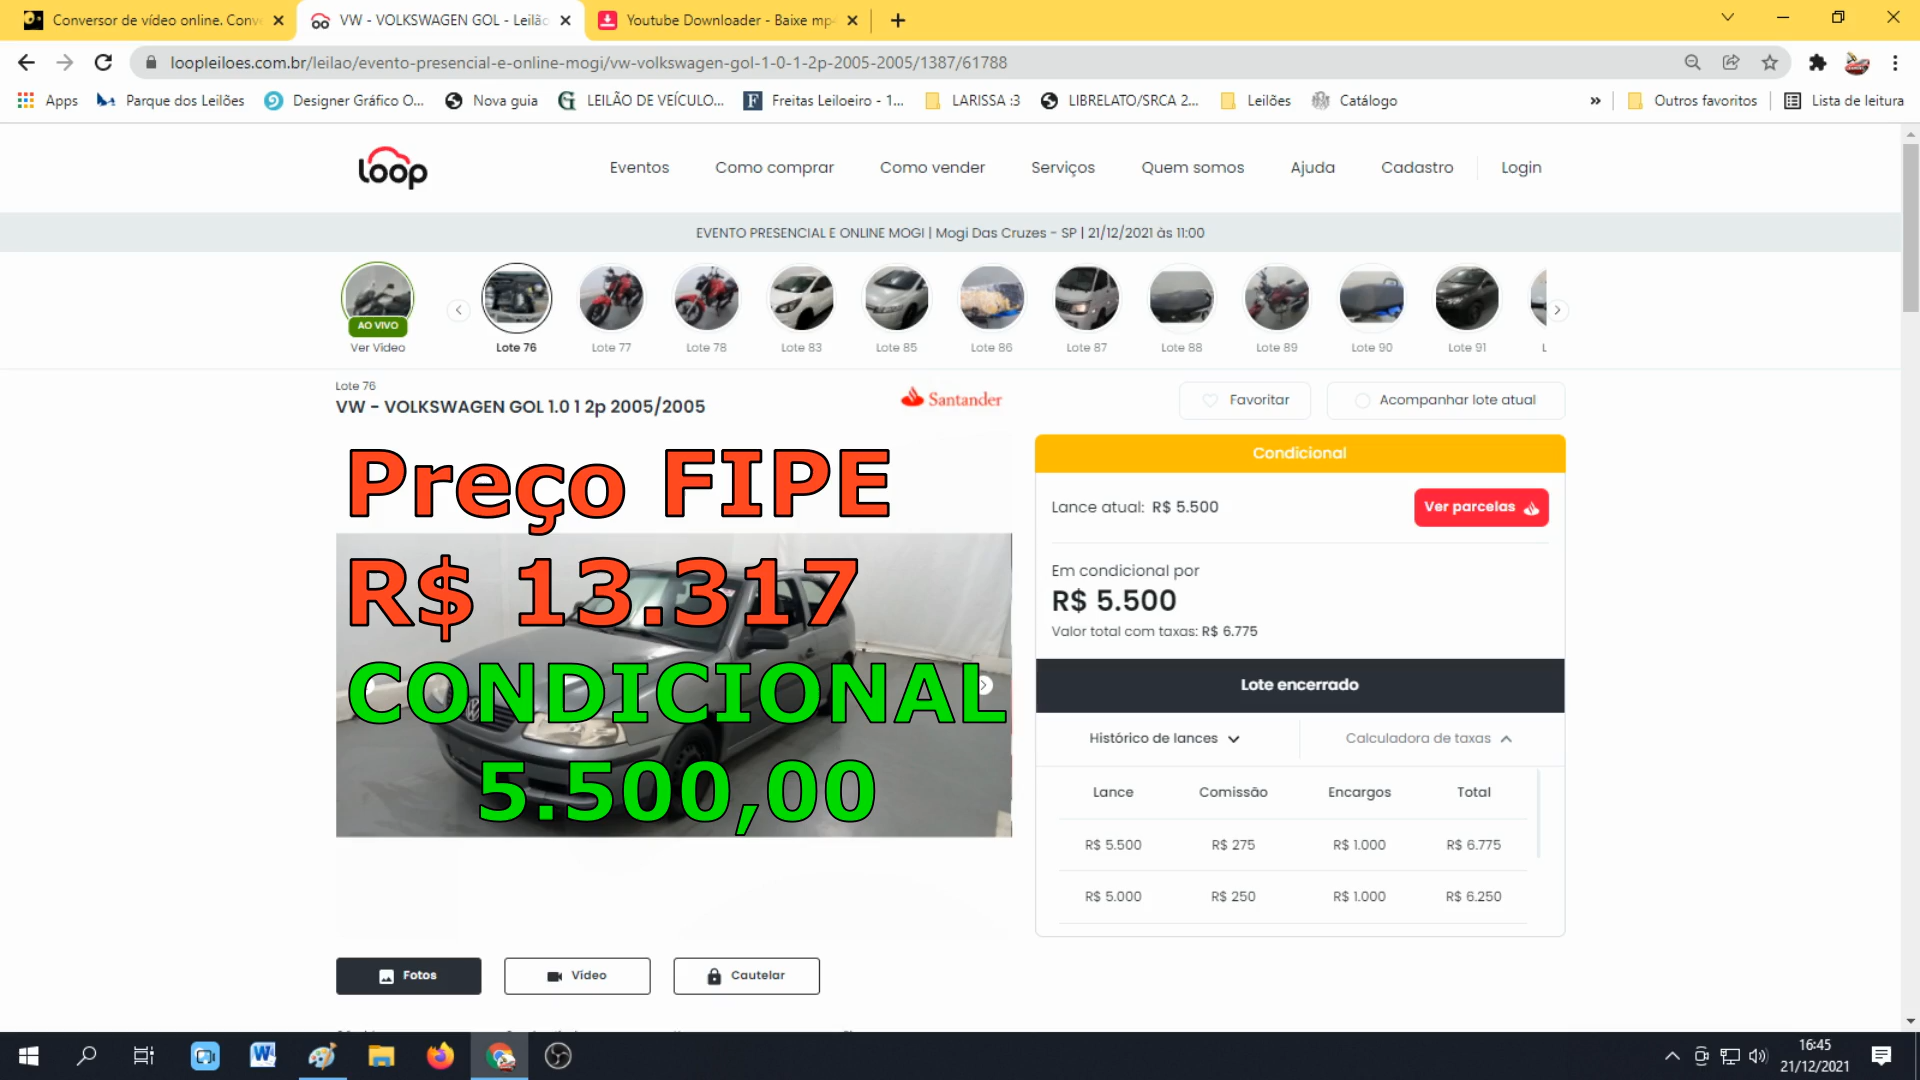 Conversor de vídeo online. Conv
VW - VOLKSWAGEN GOL - Leilão
Youtube Downloader - Baixe mp
loopleiloes.com.br/leilao/evento-presencial-e-online-mogi/vw-volkswagen-gol-1-0-1-2p-2005-2005/1387/61788
Apps
Parque dos Leilões
Designer Gráfico O...
Nova guia
LEILÃO DE VEÍCULO...
Freitas Leiloeiro - 1...
LARISSA :3
LIBRELATO/SRCA 2...
Leilões
Catálogo
»
Outros favoritos
Lista de leitura
loop
Eventos
Como comprar
Como vender
Serviços
Quem somos
Ajuda
Cadastro
Login
EVENTO PRESENCIAL E ONLINE MOGI | Mogi Das Cruzes - SP | 21/12/2021 às 11:00
AO VIVO
Ver Vídeo
Lote 76
Lote 77
Lote 78
Lote 83
Lote 85
Lote 86
Lote 87
Lote 88
Lote 89
Lote 90
Lote 91
L
Lote 76
VW - VOLKSWAGEN GOL 1.0 1 2p 2005/2005
Santander
Favoritar
Acompanhar lote atual
Preço FIPE
R$ 13.317
CONDICIONAL
5.500,00
Condicional
Lance atual: R$ 5.500
Ver parcelas
Em condicional por
R$ 5.500
Valor total com taxas: R$ 6.775
Lote encerrado
Histórico de lances
Calculadora de taxas
Lance Comissão Encargos Total
R$ 5.500 R$ 275 R$ 1.000 R$ 6.775
R$ 5.000 R$ 250 R$ 1.000 R$ 6.250
Fotos
Vídeo
Cautelar
16:45
21/12/2021